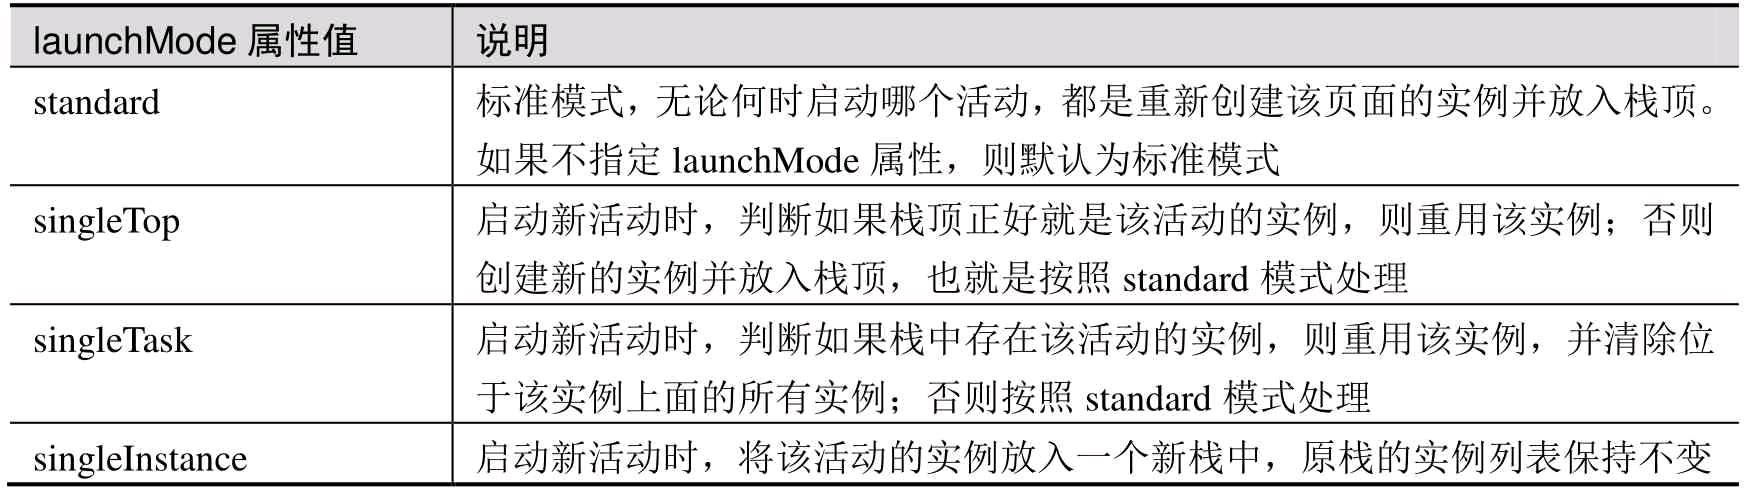 launchMode 属性值 说明
standard 标准模式，无论何时启动哪个活动，都是重新创建该页面的实例并放入栈顶。
如果不指定 launchMode 属性，则默认为标准模式
singleTop 启动新活动时，判断如果栈顶正好就是该活动的实例，则重用该实例；否则
创建新的实例并放入栈顶，也就是按照 standard 模式处理
singleTask 启动新活动时，判断如果栈中存在该活动的实例，则重用该实例，并清除位
于该实例上面的所有实例；否则按照 standard 模式处理
singleInstance 启动新活动时，将该活动的实例放入一个新栈中，原栈的实例列表保持不变